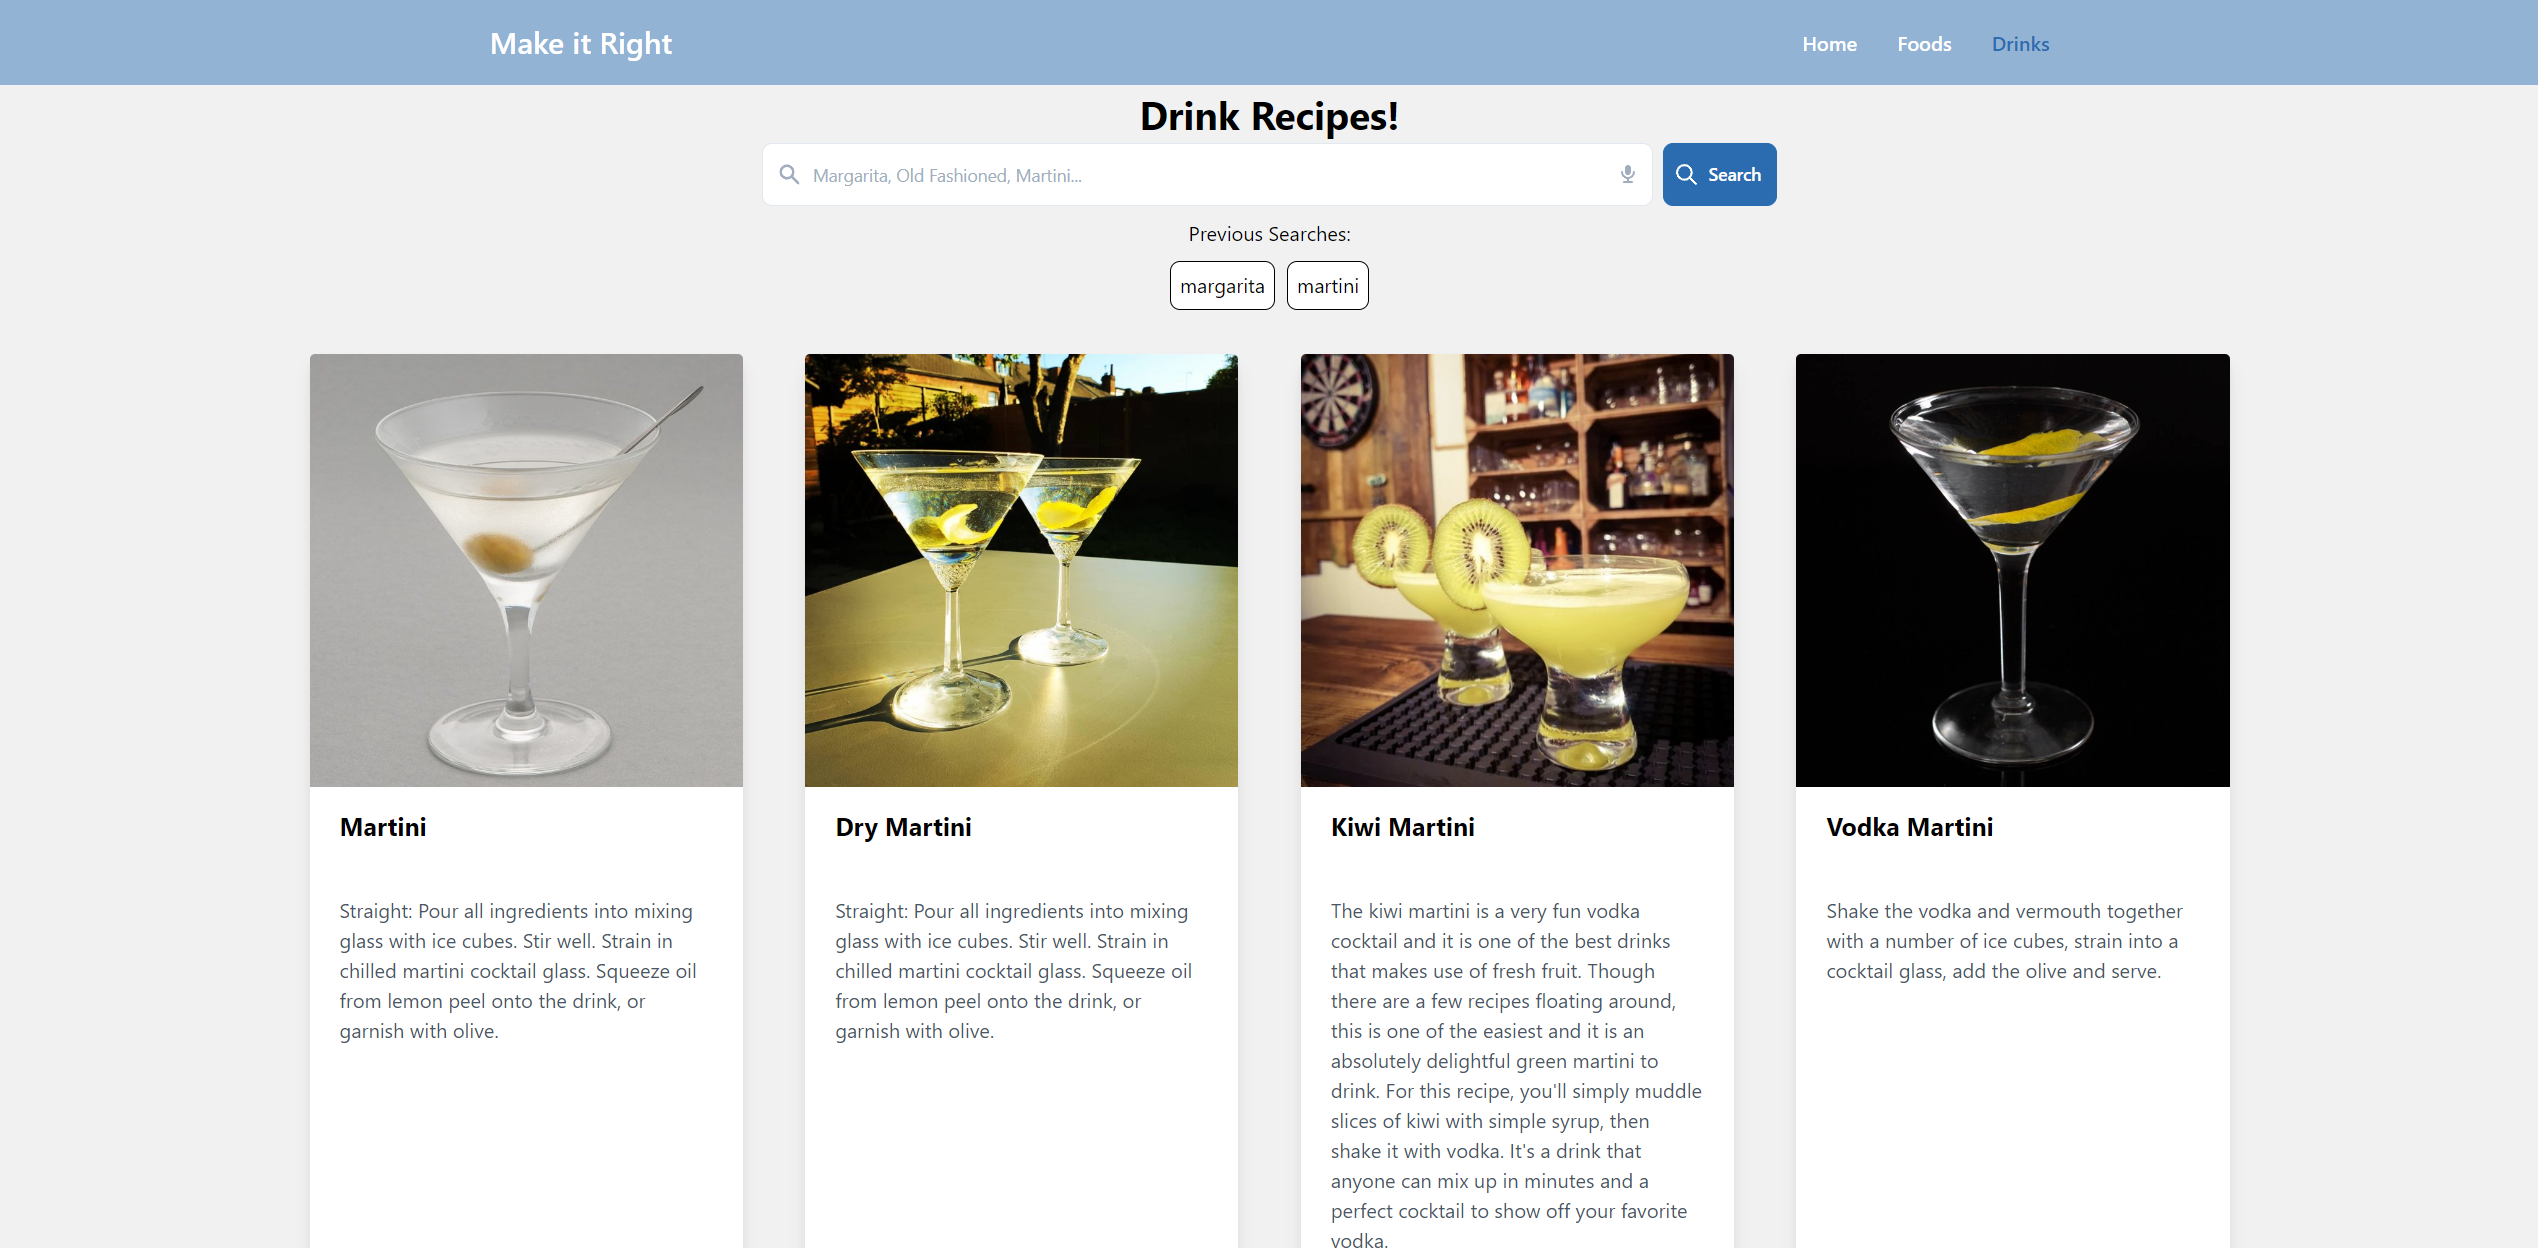 Make it Right
Home Foods Drinks
Drink Recipes!
Margarita, Old Fashioned, Martini...
Search
Previous Searches:
margarita martini
Martini
Straight: Pour all ingredients into mixing
glass with ice cubes. Stir well. Strain in
chilled martini cocktail glass. Squeeze oil
from lemon peel onto the drink, or
garnish with olive.
Dry Martini
Straight: Pour all ingredients into mixing
glass with ice cubes. Stir well. Strain in
chilled martini cocktail glass. Squeeze oil
from lemon peel onto the drink, or
garnish with olive.
Kiwi Martini
The kiwi martini is a very fun vodka
cocktail and it is one of the best drinks
that makes use of fresh fruit. Though
there are a few recipes floating around,
this is one of the easiest and it is an
absolutely delightful green martini to
drink. For this recipe, you'll simply muddle
slices of kiwi with simple syrup, then
shake it with vodka. It's a drink that
anyone can mix up in minutes and a
perfect cocktail to show off your favorite
vodka.
Vodka Martini
Shake the vodka and vermouth together
with a number of ice cubes, strain into a
cocktail glass, add the olive and serve.